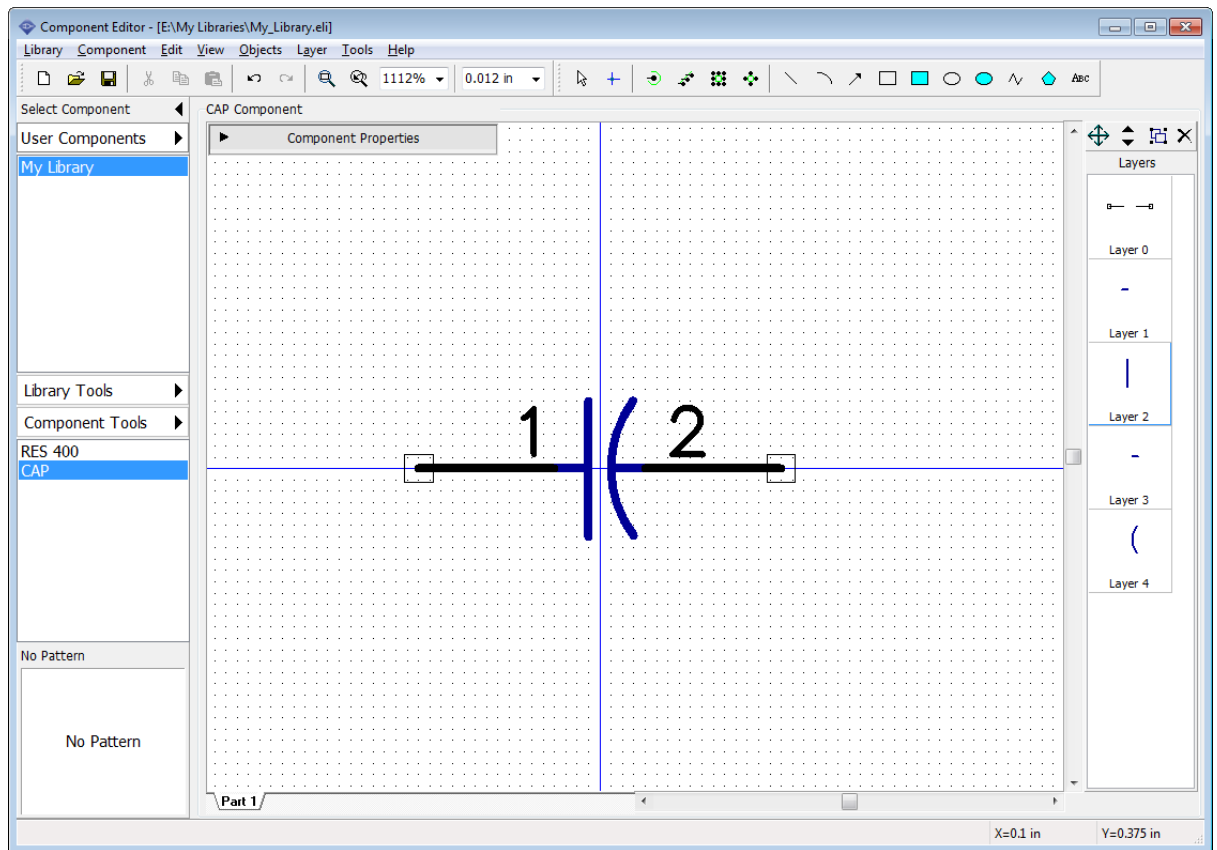 Component Editor - [E:\My Libraries\My_Library.eli]
Library Component Edit View Objects Layer Tools Help
1112% 0.012 in ABC
Select Component
CAP Component
User Components
Component Properties
My Library
Layers
Layer 0
Layer 1
Layer 2
Layer 3
Layer 4
1 2
Library Tools
Component Tools
RES 400
CAP
No Pattern
No Pattern
Part 1
X=0.1 in Y=0.375 in